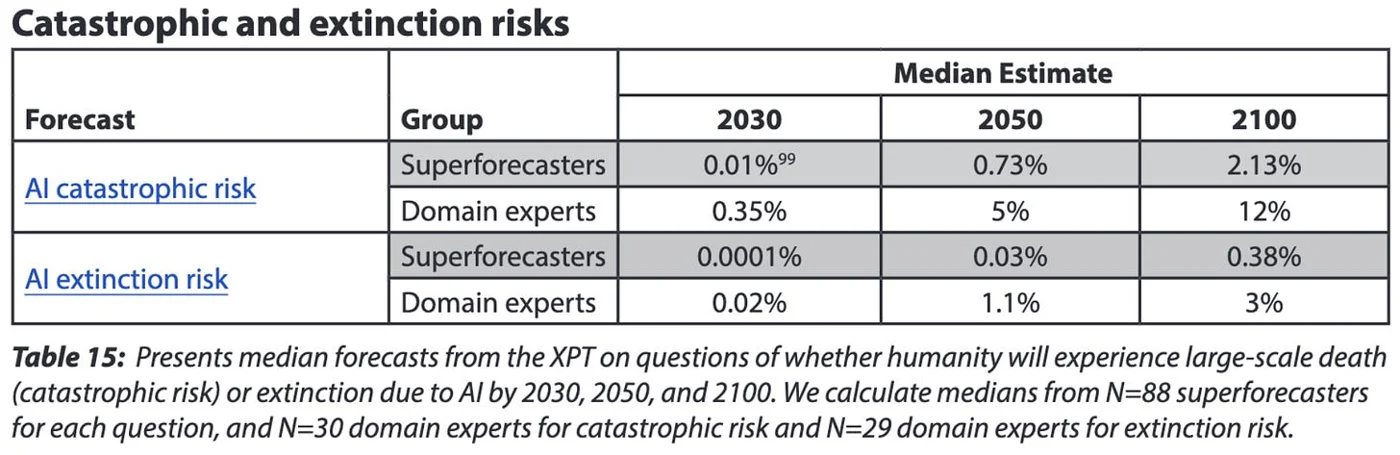 Catastrophic and extinction risks
Median Estimate
Forecast Group 2030 2050 2100
AI catastrophic risk
Superforecasters 0.01%⁹⁹ 0.73% 2.13%
Domain experts 0.35% 5% 12%
AI extinction risk
Superforecasters 0.0001% 0.03% 0.38%
Domain experts 0.02% 1.1% 3%
Table 15: Presents median forecasts from the XPT on questions of whether humanity will experience large-scale death
(catastrophic risk) or extinction due to AI by 2030, 2050, and 2100. We calculate medians from N=88 superforecasters
for each question, and N=30 domain experts for catastrophic risk and N=29 domain experts for extinction risk.